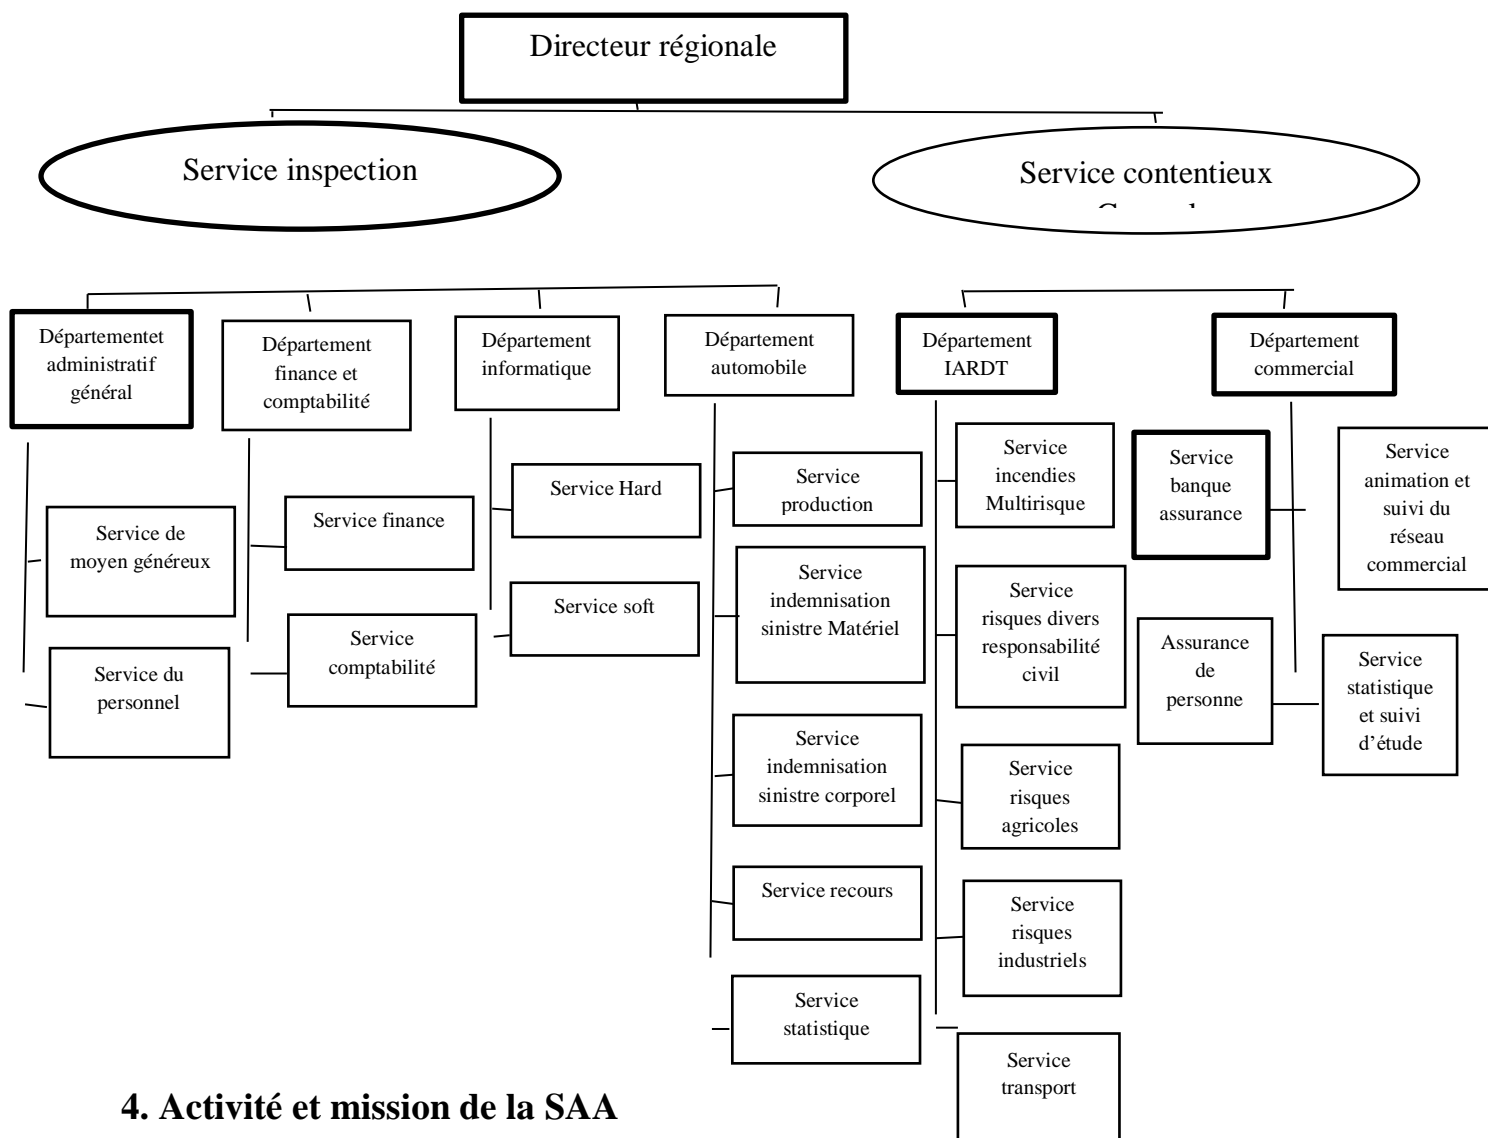 Directeur régionale
Service inspection
Service contentieux
Départementet
administratif
général
Département
finance et
comptabilité
Département
informatique
Département
automobile
Département
IARDT
Département
commercial
Service de
moyen généreux
Service du
personnel
Service finance
Service
comptabilité
Service Hard
Service soft
Service
production
Service
indemnisation
sinistre Matériel
Service
indemnisation
sinistre corporel
Service recours
Service
statistique
Service
incendies
Multirisque
Service
risques divers
responsabilité
civil
Service
risques
agricoles
Service
risques
industriels
Service
transport
Service
banque
assurance
Assurance
de
personne
Service
animation et
suivi du
réseau
commercial
Service
statistique
et suivi
d’étude
4. Activité et mission de la SAA